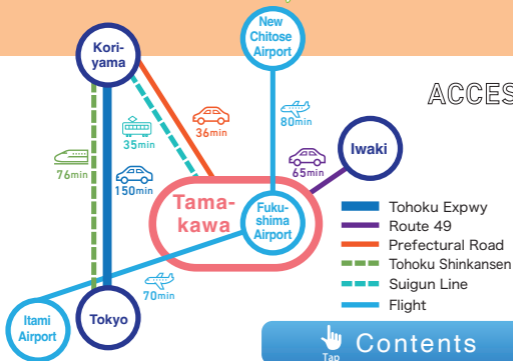 New
Chitose
Airport
Kori-
yama
ACCES
36min
80min
35min
Iwaki
65min
76min
150min
Tama-
kawa
Fuku-
shima
Airport
Tohoku Expwy
Route 49
Prefectural Road
Tohoku Shinkansen
Suigun Line
Flight
70min
Itami
Airport
Tokyo
Tap
Contents